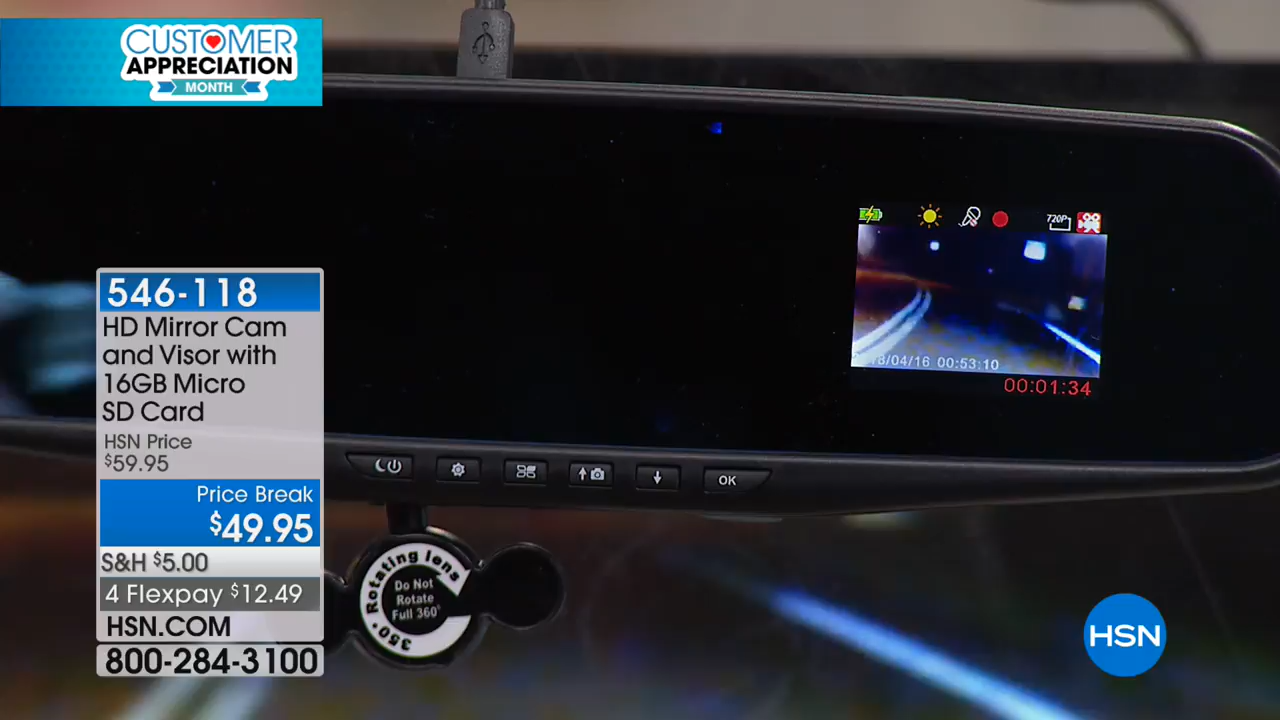 CUSTOMER
APPRECIATION
MONTH
546-118
HD Mirror Cam
and Visor with
16GB Micro
SD Card
HSN Price
$59.95
Price Break
$49.95
S&H $5.00
4 Flexpay $12.49
HSN.COM
800-284-3100
720P
8/04/16 00:53:10
00:01:34
OK
Rotating lens
Do Not
Rotate
Full 360°
350°
HSN